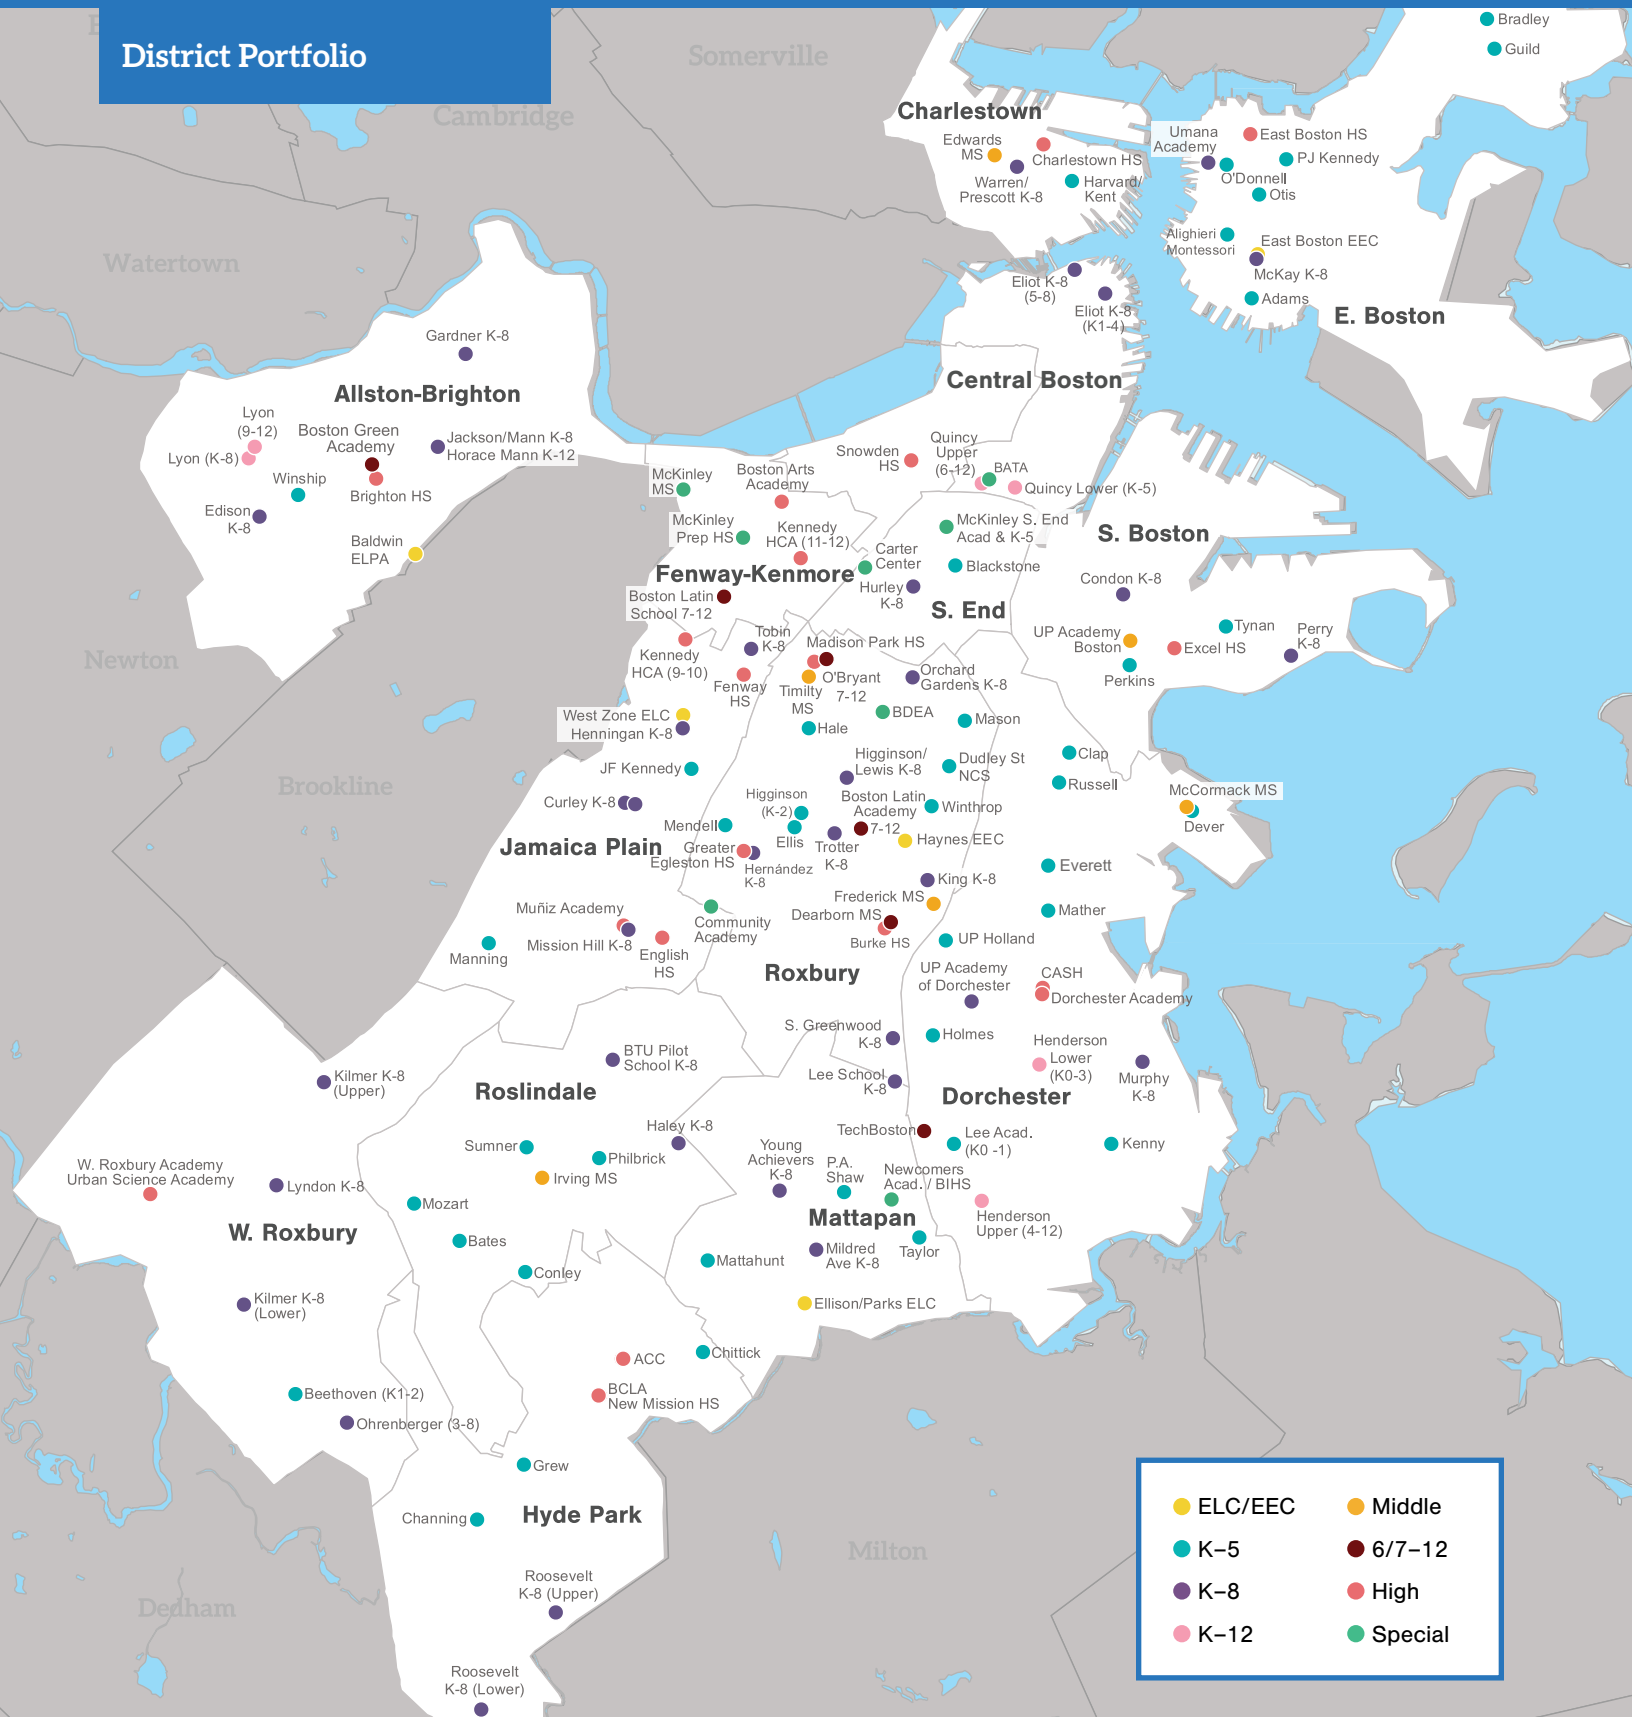 District Portfolio
Bradley
Guild
Somerville
Cambridge
Charlestown
Edwards
MS
Charlestown HS
Warren/
Prescott K-8
Harvard/
Kent
Umana
Academy
East Boston HS
PJ Kennedy
O'Donnell
Otis
Alighieri
Montessori
East Boston EEC
McKay K-8
Adams
E. Boston
Watertown
Eliot K-8
(5-8)
Eliot K-8
(K1-4)
Central Boston
Gardner K-8
Allston-Brighton
Lyon
(9-12)
Lyon (K-8)
Boston Green
Academy
Jackson/Mann K-8
Horace Mann K-12
Winship
Brighton HS
Edison
K-8
Baldwin
ELPA
Snowden
HS
Quincy
Upper
(6-12)
BATA
Quincy Lower (K-5)
McKinley
MS
Boston Arts
Academy
McKinley
Prep HS
Kennedy
HCA (11-12)
McKinley S. End
Acad & K-5
Carter
Center
Blackstone
Hurley
K-8
Fenway-Kenmore
S. End
S. Boston
Condon K-8
UP Academy
Boston
Tynan
Excel HS
Perry
K-8
Perkins
Boston Latin
School 7-12
Tobin
K-8
Madison Park HS
Kennedy
HCA (9-10)
Fenway
HS
Timilty
MS
O'Bryant
7-12
Orchard
Gardens K-8
BDEA
Newton
West Zone ELC
Henningan K-8
Hale
Mason
JF Kennedy
Higginson/
Lewis K-8
Dudley St
NCS
Clap
Russell
Brookline
Curley K-8
Higginson
(K-2)
Boston Latin
Academy
7-12
Winthrop
McCormack MS
Dever
Mendell
Ellis
Trotter
K-8
Haynes EEC
Jamaica Plain
Greater
Egleston HS
Hernández
K-8
Everett
King K-8
Frederick MS
Mather
Muñiz Academy
Mission Hill K-8
English
HS
Community
Academy
Dearborn MS
Burke HS
UP Holland
Manning
Roxbury
UP Academy
of Dorchester
CASH
Dorchester Academy
S. Greenwood
K-8
Holmes
Henderson
Lower
(K0-3)
Murphy
K-8
BTU Pilot
School K-8
Kilmer K-8
(Upper)
Roslindale
Lee School
K-8
Dorchester
Haley K-8
TechBoston
Lee Acad.
(K0 -1)
Kenny
Sumner
Philbrick
Irving MS
Young
Achievers
K-8
P.A.
Shaw
Newcomers
Acad. / BIHS
W. Roxbury Academy
Urban Science Academy
Lyndon K-8
Mozart
W. Roxbury
Bates
Mattapan
Henderson
Upper (4-12)
Taylor
Mildred
Ave K-8
Mattahunt
Conley
Kilmer K-8
(Lower)
Ellison/Parks ELC
ACC
Chittick
BCLA
New Mission HS
Beethoven (K1-2)
Ohrenberger (3-8)
Grew
Channing
Hyde Park
Milton
Roosevelt
K-8 (Upper)
Dedham
Roosevelt
K-8 (Lower)
ELC/EEC
K–5
K–8
K–12
Middle
6/7–12
High
Special